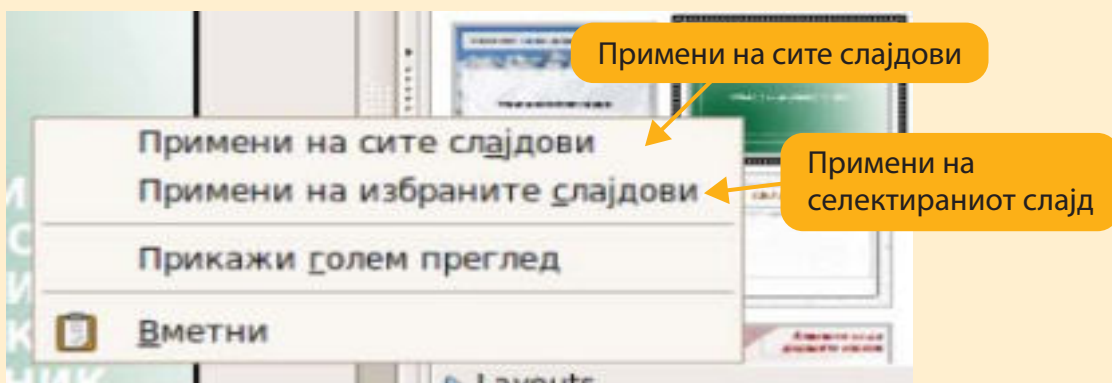 Примени на сите слајдови
Примени на сите слајдови
Примени на
селектираниот слајд
Примени на избраните слајдови
Прикажи голем преглед
Вметни
НИК
Layouts